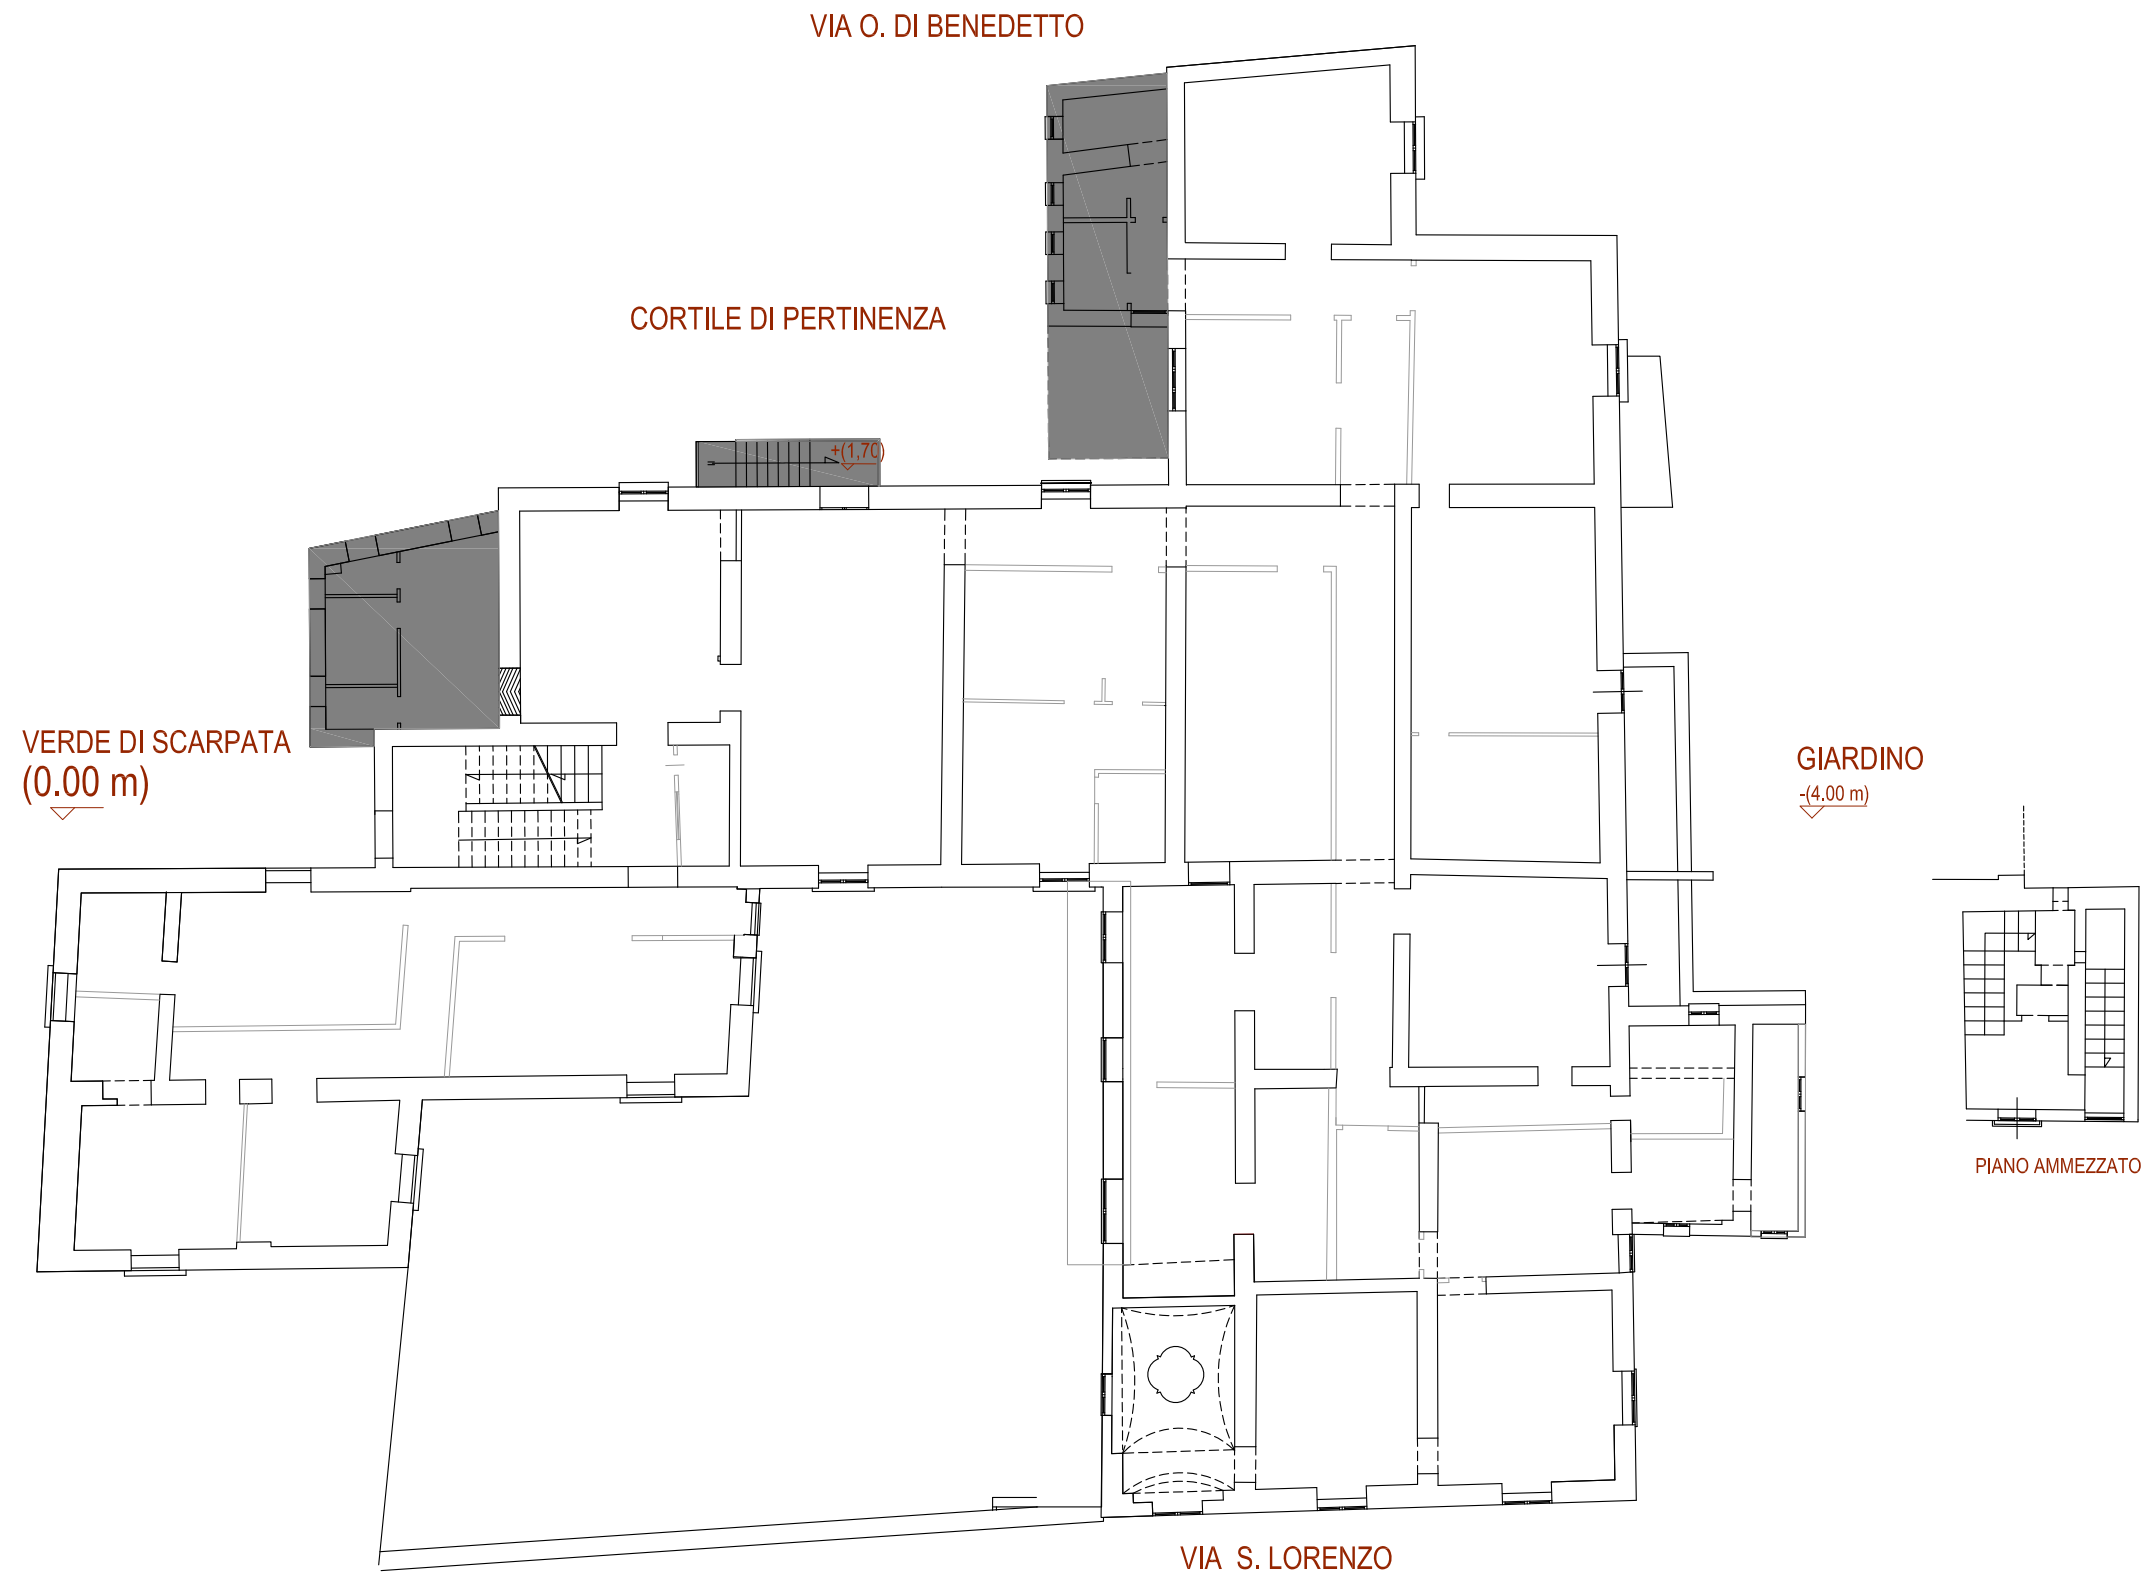 VIA O. DI BENEDETTO
CORTILE DI PERTINENZA
+(1,70)
VERDE DI SCARPATA
(0.00 m)
GIARDINO
-(4.00 m)
PIANO AMMEZZATO
VIA S. LORENZO